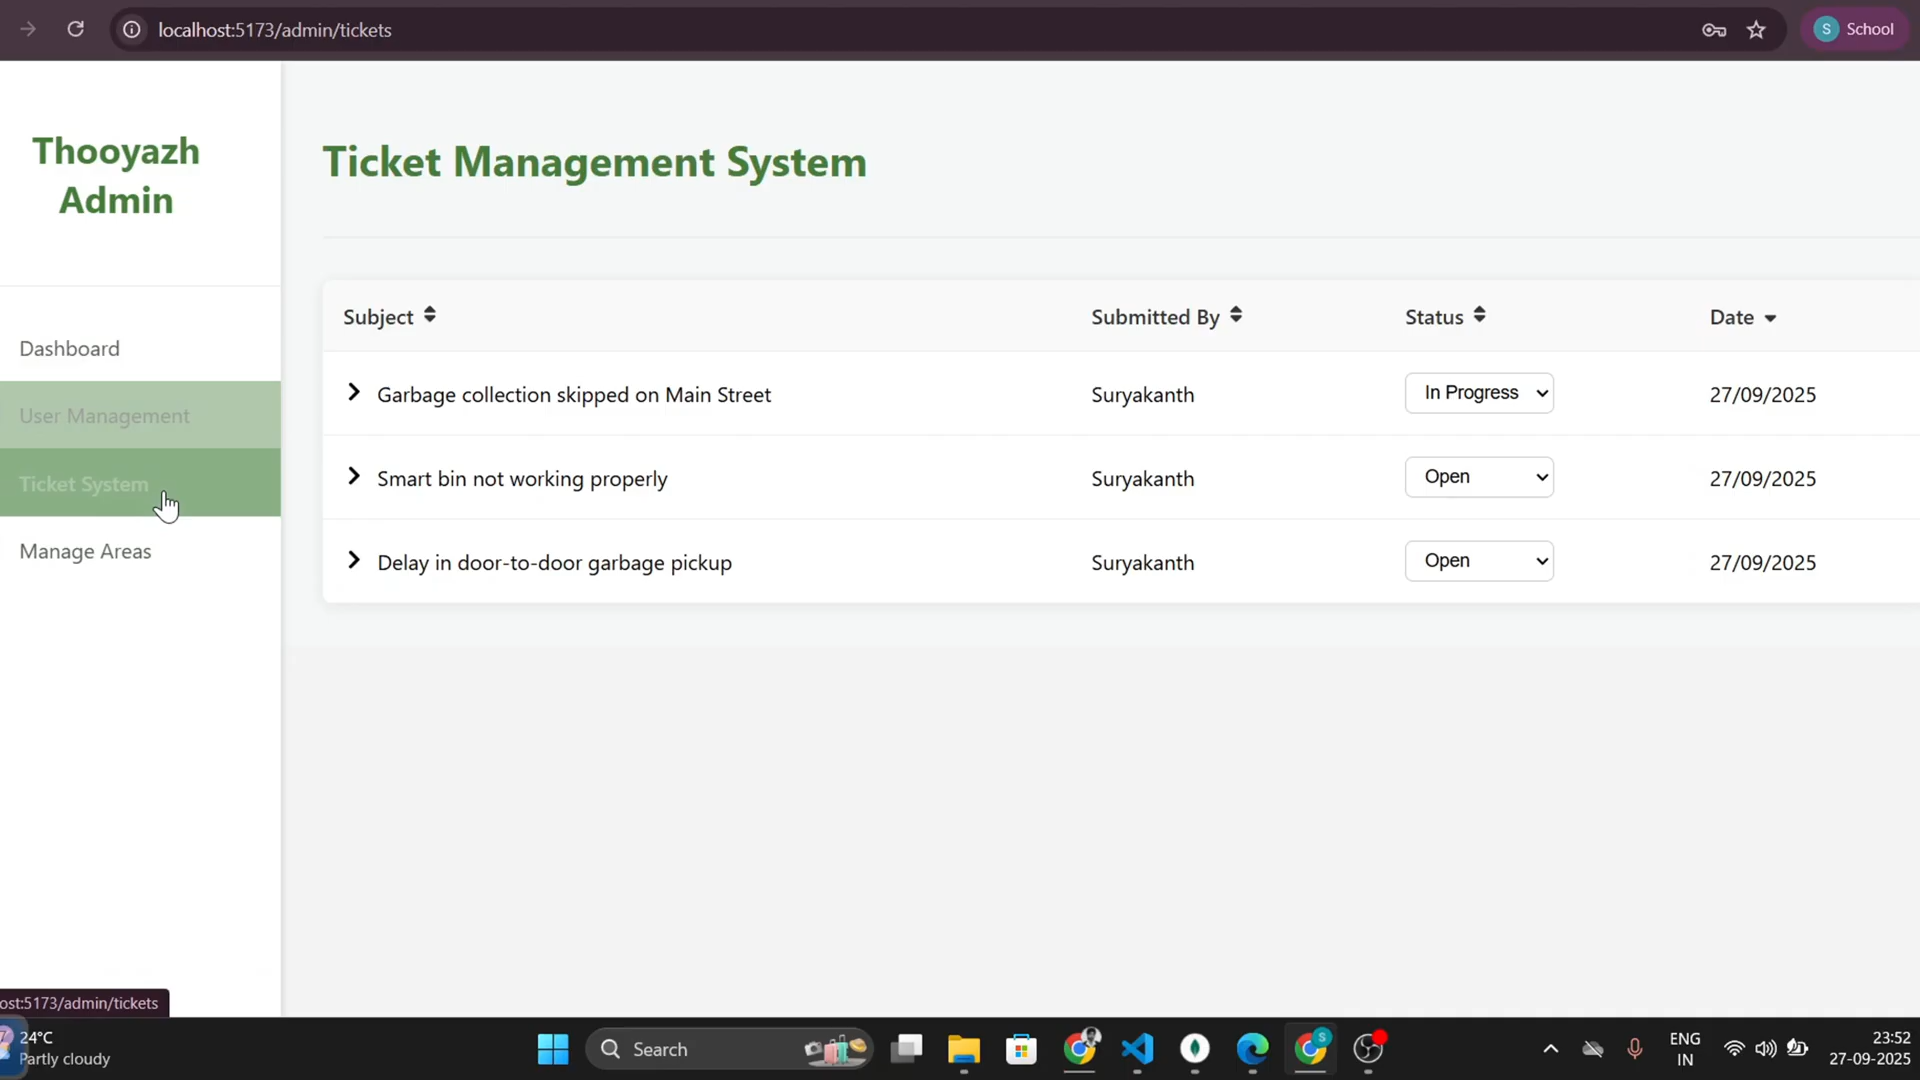 localhost:5173/admin/tickets
S School
Thooyazh
Admin
Dashboard
User Management
Ticket System
Manage Areas
Ticket Management System
Subject Submitted By Status Date
Garbage collection skipped on Main Street Suryakanth In Progress 27/09/2025
Smart bin not working properly Suryakanth Open 27/09/2025
Delay in door-to-door garbage pickup Suryakanth Open 27/09/2025
ost:5173/admin/tickets
24°C
Partly cloudy
Search
S
ENG
IN
23:52
27-09-2025